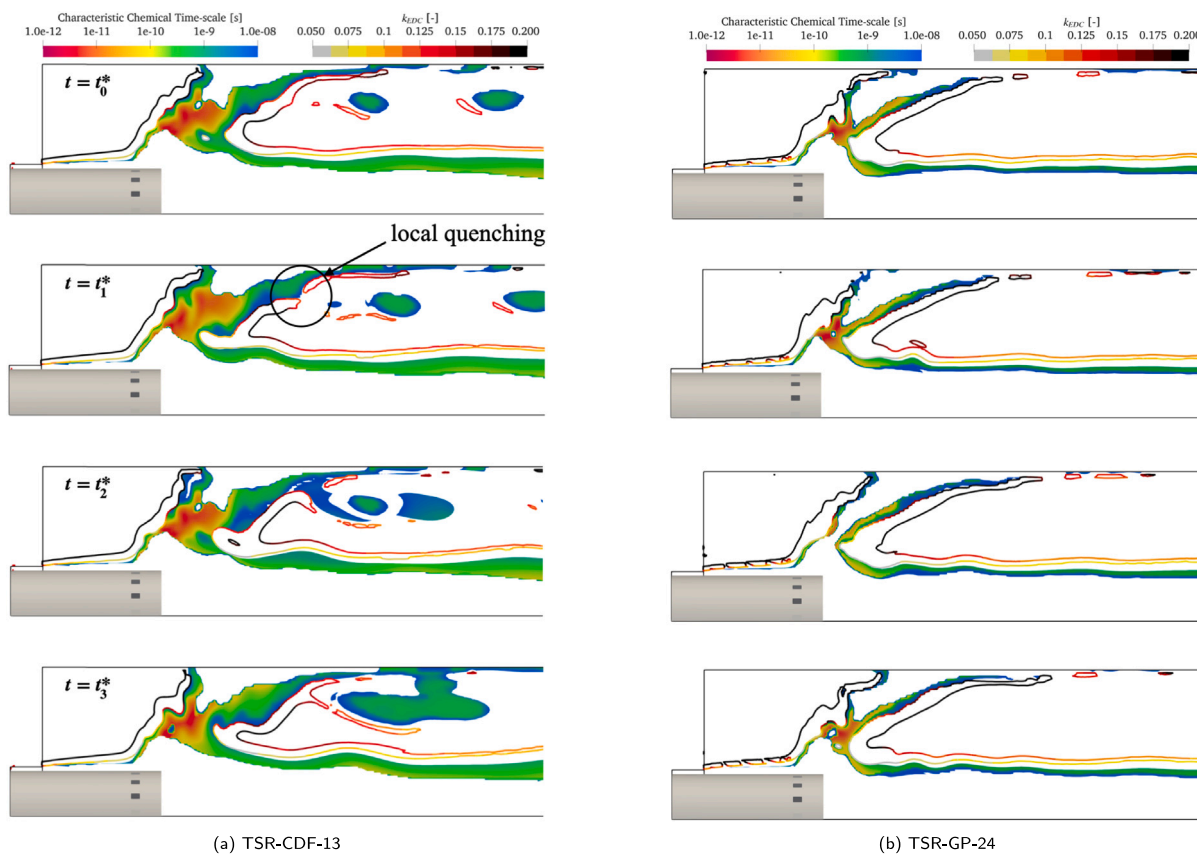 Characteristic Chemical Time-scale [s]
1.0e-12 1e-11 1e-10 1e-9 1.0e-8
k_EDC [-]
0.050 0.075 0.1 0.125 0.15 0.175 0.200
Characteristic Chemical Time-scale [s]
1.0e-12 1e-11 1e-10 1e-9 1.0e-08
k_EDC [-]
0.050 0.075 0.1 0.125 0.15 0.175 0.200
t = t₀*
local quenching
t = t₁*
t = t₂*
t = t₃*
(a) TSR-CDF-13
(b) TSR-GP-24